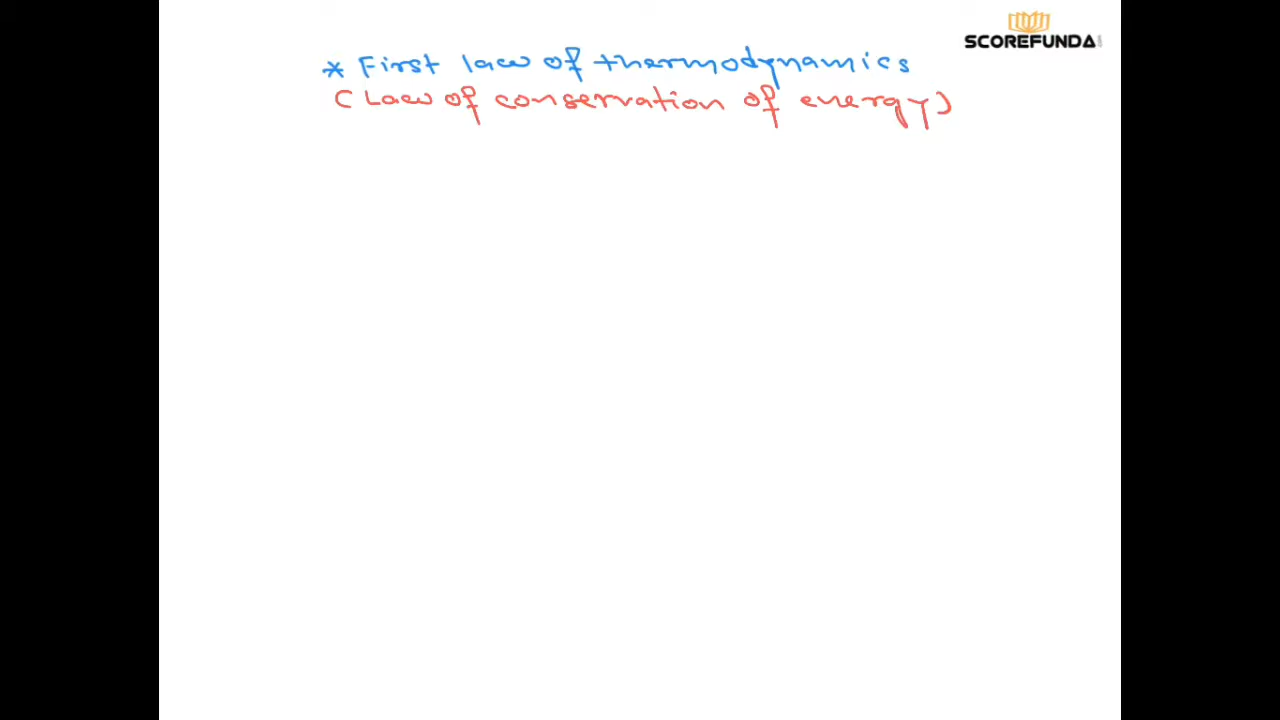 SCOREFUNDA
* First law of thermodynamics
(Law of conservation of energy)